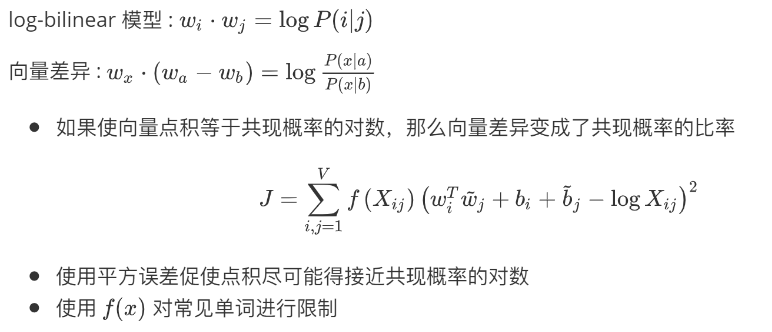 log-bilinear 模型 : $w_i \cdot w_j = \log P(i|j)$
向量差异 : $w_x \cdot (w_a - w_b) = \log \frac{P(x|a)}{P(x|b)}$
● 如果使向量点积等于共现概率的对数，那么向量差异变成了共现概率的比率
$J = \sum_{i,j=1}^{V} f(X_{ij}) \left( w_i^T \tilde{w}_j + b_i + \tilde{b}_j - \log X_{ij} \right)^2$
● 使用平方误差促使点积尽可能得接近共现概率的对数
● 使用 $f(x)$ 对常见单词进行限制